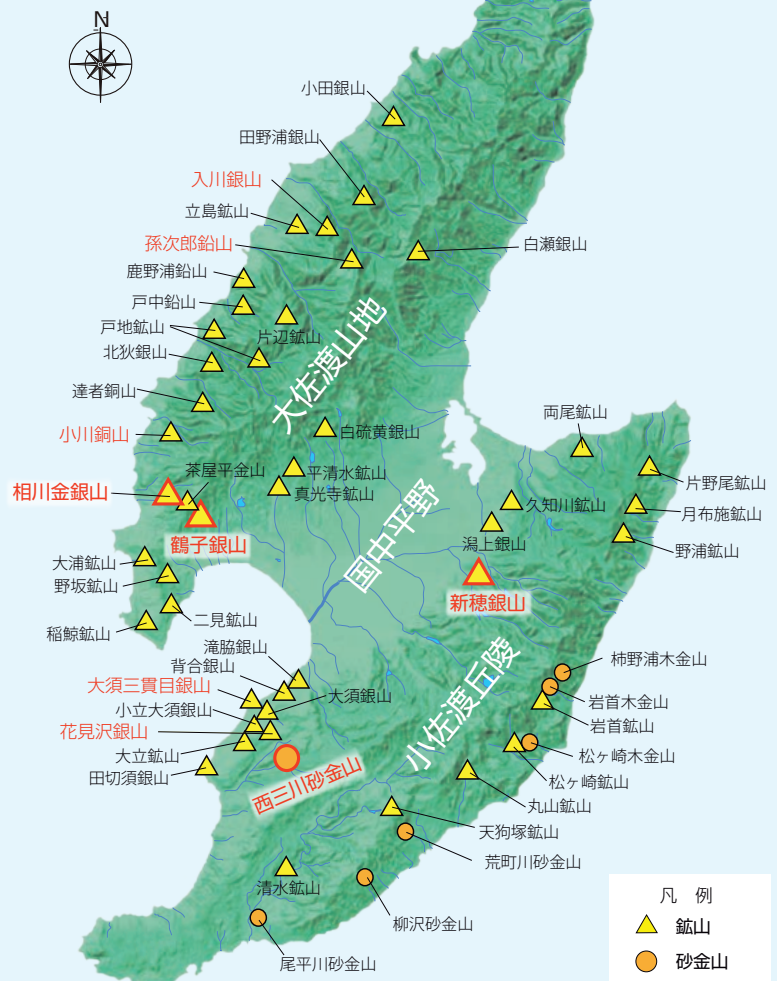 N
小田銀山
田野浦銀山
入川銀山
立島鉱山
孫次郎鉛山
白瀬銀山
鹿野浦鉛山
戸中鉛山
戸地鉱山
片辺鉱山
北狄銀山
大佐渡山地
達者銅山
小川銅山
白硫黄銀山
両尾鉱山
茶屋平金山
平清水鉱山
片野尾鉱山
相川金銀山
真光寺鉱山
久知川鉱山
月布施鉱山
鶴子銀山
潟上銀山
国中平野
野浦鉱山
大浦鉱山
野坂鉱山
新穂銀山
二見鉱山
稲鯨鉱山
滝脇銀山
背合銀山
柿野浦木金山
大須三貫目銀山
大須銀山
岩首木金山
小立大須銀山
小佐渡丘陵
岩首鉱山
花見沢銀山
大立鉱山
松ヶ崎木金山
田切須銀山
西三川砂金山
松ヶ崎鉱山
丸山鉱山
天狗塚鉱山
荒町川砂金山
清水鉱山
柳沢砂金山
尾平川砂金山
凡 例
鉱山
砂金山